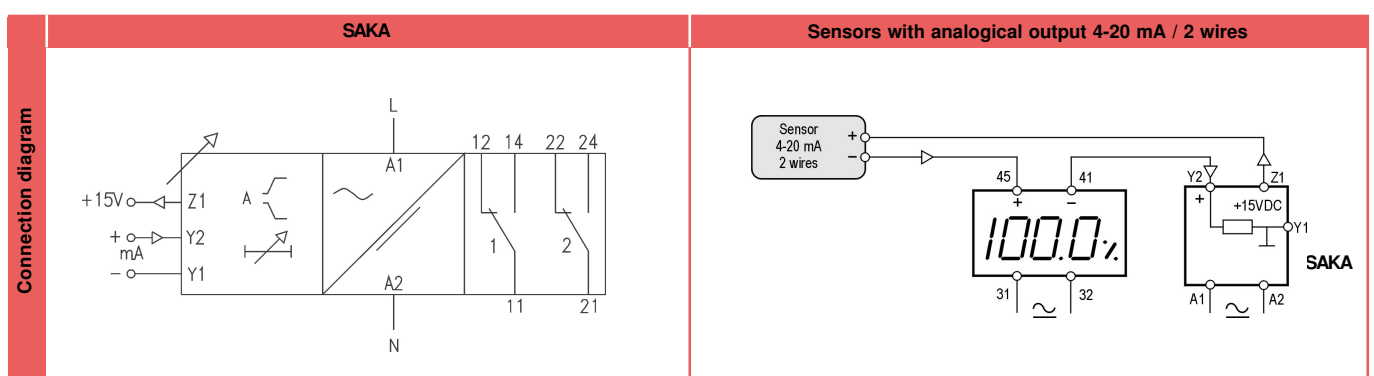 SAKA
Sensors with analogical output 4-20 mA / 2 wires
Connection diagram
L
A1
12 14 22 24
+15V
Z1
A
+
Y2
mA
-
Y1
1
2
A2
11
21
N
Sensor
4-20 mA
2 wires
+
−
45
41
+
−
100.0%
31
32
Y2
Z1
+
+15VDC
Y1
SAKA
A1
A2